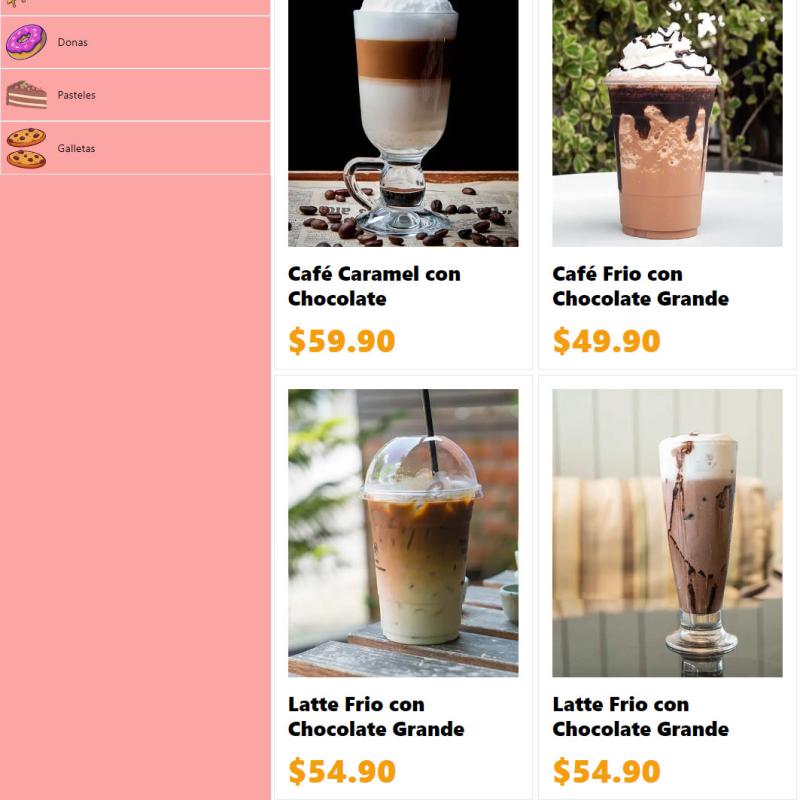 Donas
Pasteles
Galletas
Café Caramel con
Chocolate
$59.90
Café Frio con
Chocolate Grande
$49.90
Latte Frio con
Chocolate Grande
$54.90
Latte Frio con
Chocolate Grande
$54.90